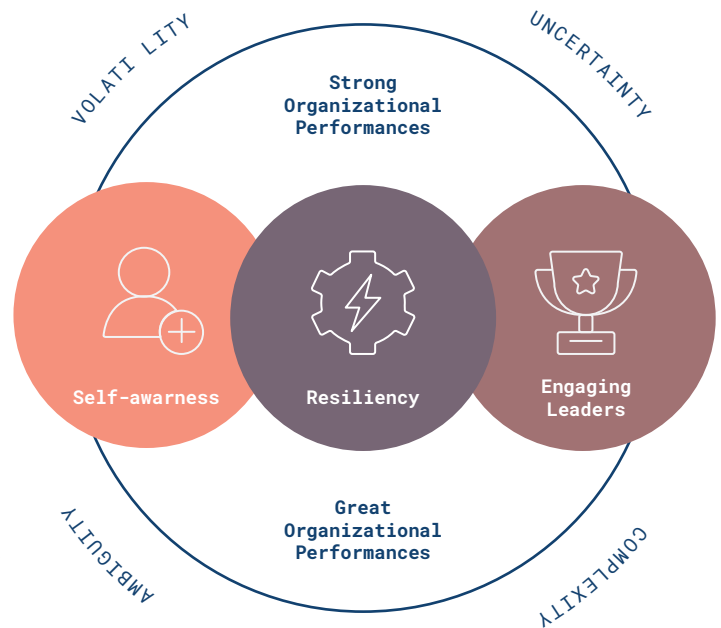 VOLATI LITY
UNCERTAINTY
Strong
Organizational
Performances
Self-awarness
Resiliency
Engaging
Leaders
Great
Organizational
Performances
AMBIGUITY
COMPLEXITY